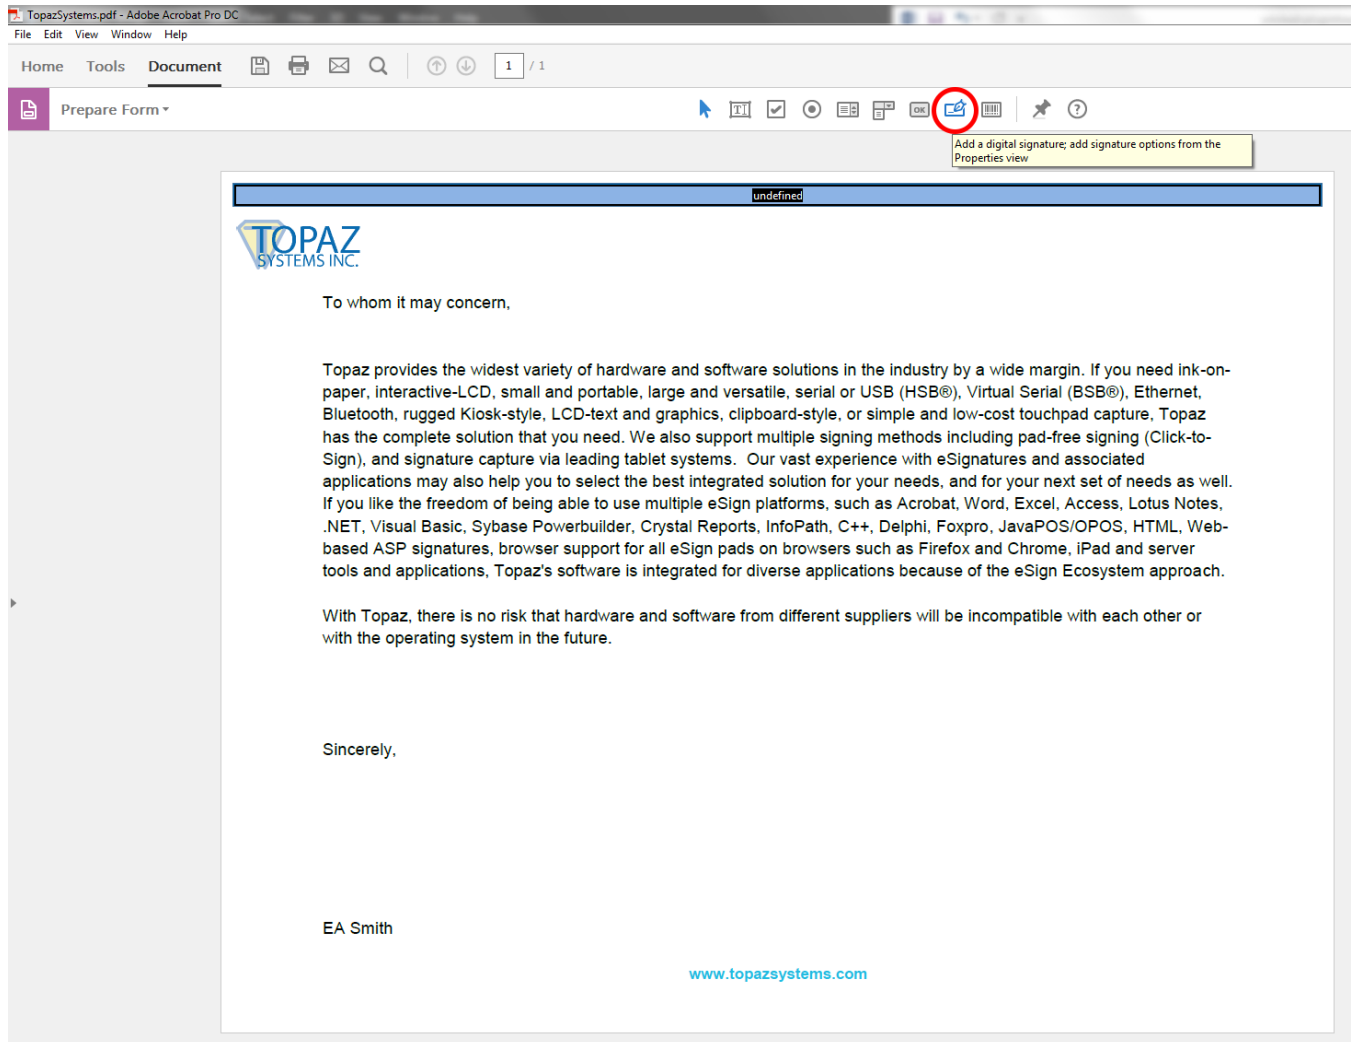 TopazSystems.pdf - Adobe Acrobat Pro DC
File Edit View Window Help
Home Tools Document 1 / 1
Prepare Form OK
Add a digital signature; add signature options from the
Properties view
undefined
TOPAZ
SYSTEMS INC.
To whom it may concern,
Topaz provides the widest variety of hardware and software solutions in the industry by a wide margin. If you need ink-on-
paper, interactive-LCD, small and portable, large and versatile, serial or USB (HSB®), Virtual Serial (BSB®), Ethernet,
Bluetooth, rugged Kiosk-style, LCD-text and graphics, clipboard-style, or simple and low-cost touchpad capture, Topaz
has the complete solution that you need. We also support multiple signing methods including pad-free signing (Click-to-
Sign), and signature capture via leading tablet systems.  Our vast experience with eSignatures and associated
applications may also help you to select the best integrated solution for your needs, and for your next set of needs as well.
If you like the freedom of being able to use multiple eSign platforms, such as Acrobat, Word, Excel, Access, Lotus Notes,
.NET, Visual Basic, Sybase Powerbuilder, Crystal Reports, InfoPath, C++, Delphi, Foxpro, JavaPOS/OPOS, HTML, Web-
based ASP signatures, browser support for all eSign pads on browsers such as Firefox and Chrome, iPad and server
tools and applications, Topaz's software is integrated for diverse applications because of the eSign Ecosystem approach.
With Topaz, there is no risk that hardware and software from different suppliers will be incompatible with each other or
with the operating system in the future.
Sincerely,
EA Smith
www.topazsystems.com